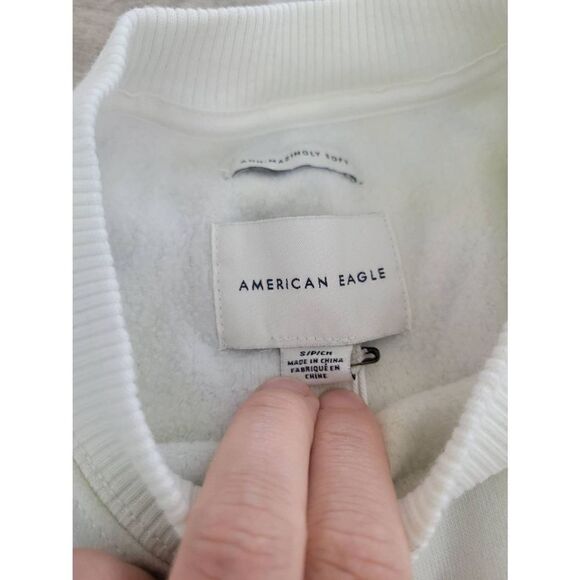 AHH-MAZINGLY SOFT
AMERICAN EAGLE
S/P/CH
MADE IN CHINA
FABRIQUÉ EN
CHINE